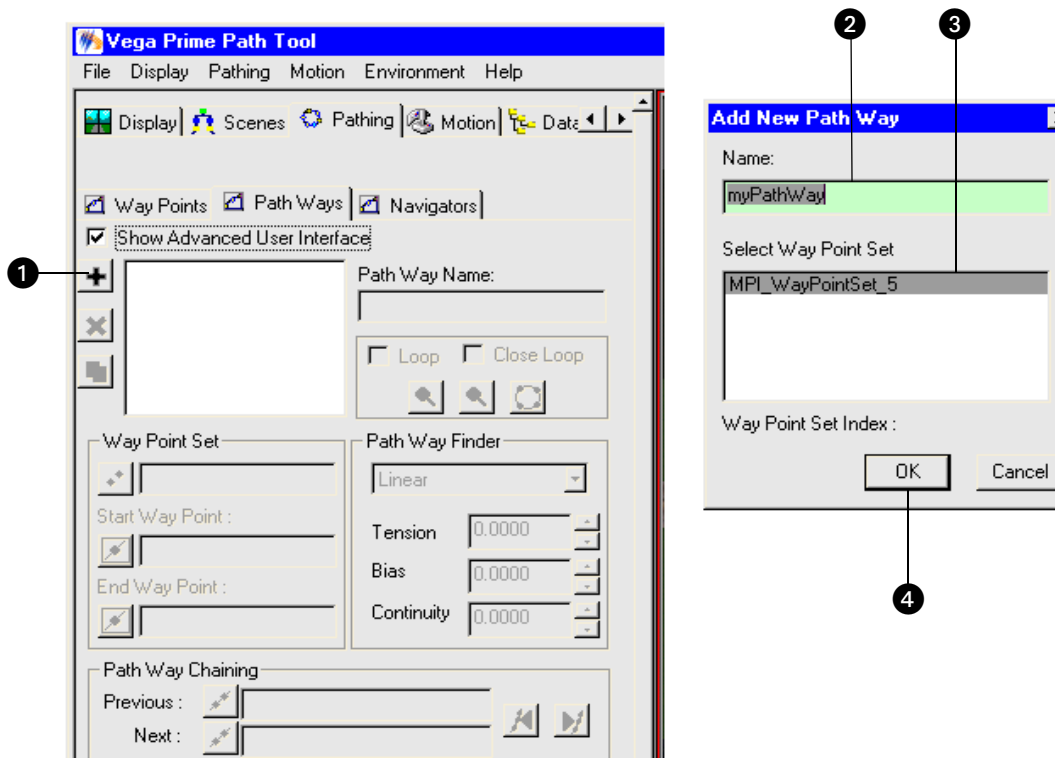 2
3
Vega Prime Path Tool
File Display Pathing Motion Environment Help
Display Scenes Pathing Motion Data
Way Points Path Ways Navigators
Show Advanced User Interface
1
Path Way Name:
Loop Close Loop
Way Point Set
Path Way Finder
Linear
Start Way Point :
Tension 0.0000
Bias 0.0000
End Way Point :
Continuity 0.0000
Path Way Chaining
Previous :
Next :
Add New Path Way
Name:
myPathWay
Select Way Point Set
MPI_WayPointSet_5
Way Point Set Index :
OK Cancel
4